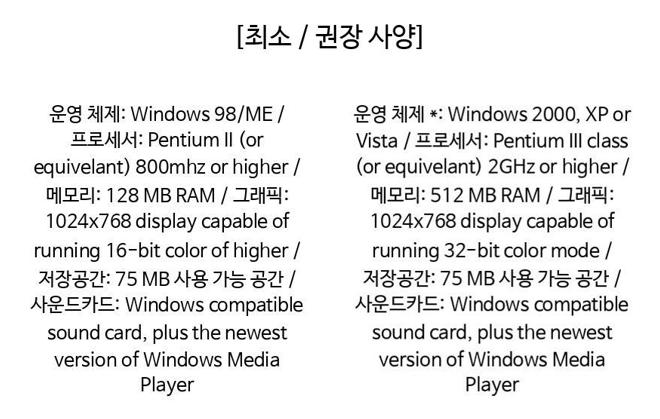 [최소 / 권장 사양]
운영 체제: Windows 98/ME /
프로세서: Pentium II (or
equivelant) 800mhz or higher /
메모리: 128 MB RAM / 그래픽:
1024x768 display capable of
running 16-bit color of higher /
저장공간: 75 MB 사용 가능 공간 /
사운드카드: Windows compatible
sound card, plus the newest
version of Windows Media
Player
운영 체제 *: Windows 2000, XP or
Vista / 프로세서: Pentium III class
(or equivelant) 2GHz or higher /
메모리: 512 MB RAM / 그래픽:
1024x768 display capable of
running 32-bit color mode /
저장공간: 75 MB 사용 가능 공간 /
사운드카드: Windows compatible
sound card, plus the newest
version of Windows Media
Player